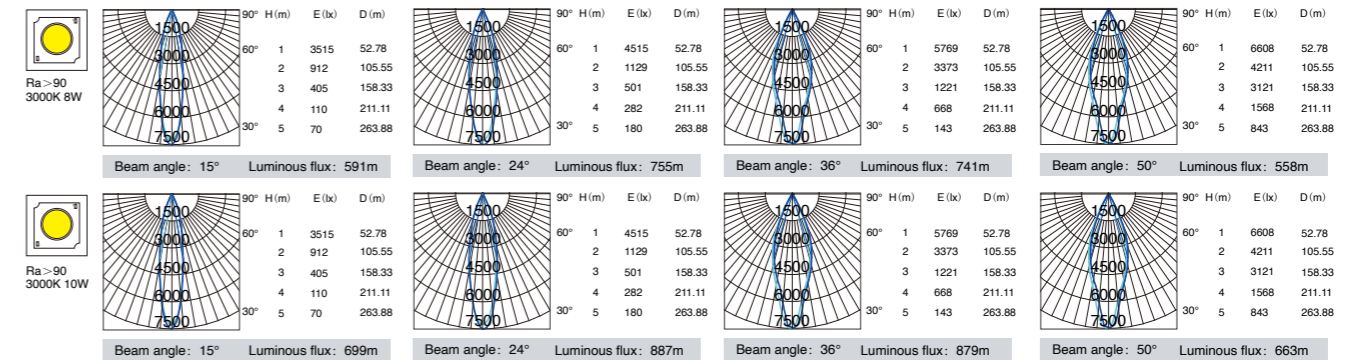 Ra>90
3000K 8W
1500
3000
4500
6000
7500
90° H(m) E(lx) D(m)
60° 1 3515 52.78
2 912 105.55
3 405 158.33
4 110 211.11
30° 5 70 263.88
Beam angle: 15° Luminous flux: 591m
1500
3000
4500
6000
7500
90° H(m) E(lx) D(m)
60° 1 4515 52.78
2 1129 105.55
3 501 158.33
4 282 211.11
30° 5 180 263.88
Beam angle: 24° Luminous flux: 755m
1500
3000
4500
6000
7500
90° H(m) E(lx) D(m)
60° 1 5769 52.78
2 3373 105.55
3 1221 158.33
4 668 211.11
30° 5 143 263.88
Beam angle: 36° Luminous flux: 741m
1500
3000
4500
6000
7500
90° H(m) E(lx) D(m)
60° 1 6608 52.78
2 4211 105.55
3 3121 158.33
4 1568 211.11
30° 5 843 263.88
Beam angle: 50° Luminous flux: 558m
Ra>90
3000K 10W
1500
3000
4500
6000
7500
90° H(m) E(lx) D(m)
60° 1 3515 52.78
2 912 105.55
3 405 158.33
4 110 211.11
30° 5 70 263.88
Beam angle: 15° Luminous flux: 699m
1500
3000
4500
6000
7500
90° H(m) E(lx) D(m)
60° 1 4515 52.78
2 1129 105.55
3 501 158.33
4 282 211.11
30° 5 180 263.88
Beam angle: 24° Luminous flux: 887m
1500
3000
4500
6000
7500
90° H(m) E(lx) D(m)
60° 1 5769 52.78
2 3373 105.55
3 1221 158.33
4 668 211.11
30° 5 143 263.88
Beam angle: 36° Luminous flux: 879m
1500
3000
4500
6000
7500
90° H(m) E(lx) D(m)
60° 1 6608 52.78
2 4211 105.55
3 3121 158.33
4 1568 211.11
30° 5 843 263.88
Beam angle: 50° Luminous flux: 663m